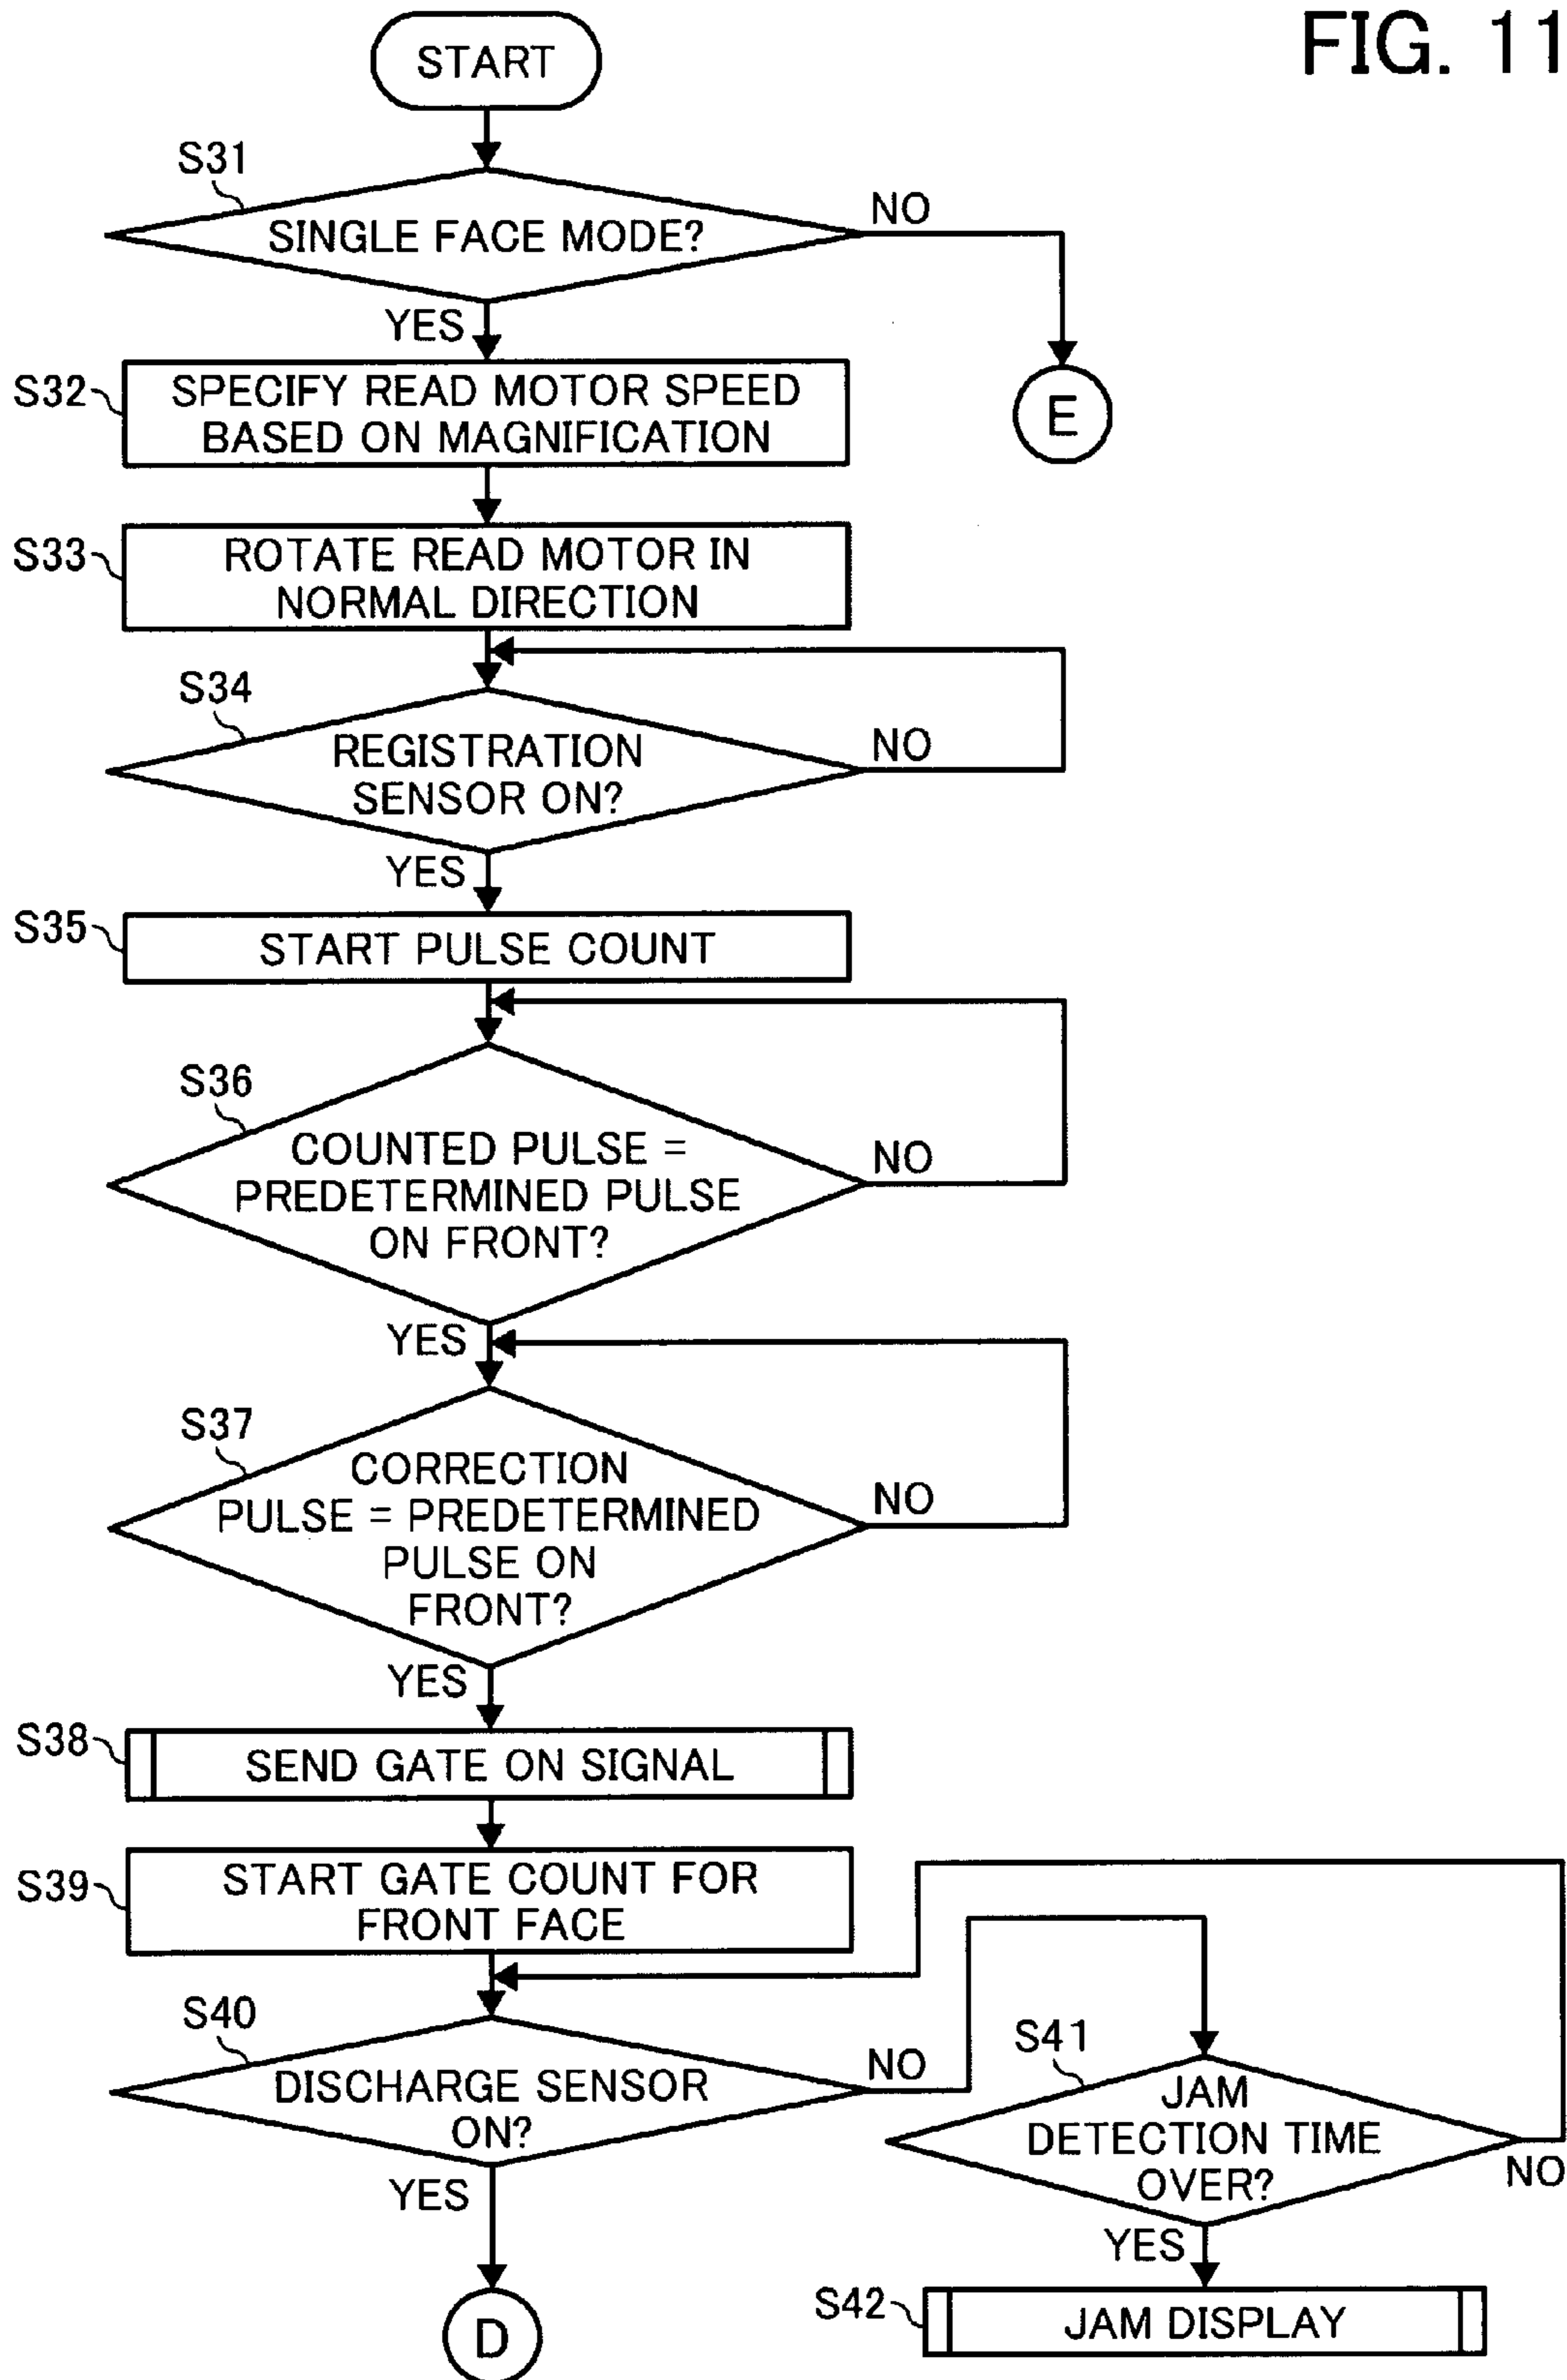 FIG. 11
START
S31
SINGLE FACE MODE?
NO
YES
E
S32
SPECIFY READ MOTOR SPEED
BASED ON MAGNIFICATION
S33
ROTATE READ MOTOR IN
NORMAL DIRECTION
S34
REGISTRATION
SENSOR ON?
NO
YES
S35
START PULSE COUNT
S36
COUNTED PULSE =
PREDETERMINED PULSE
ON FRONT?
NO
YES
S37
CORRECTION
PULSE = PREDETERMINED
PULSE ON
FRONT?
NO
YES
S38
SEND GATE ON SIGNAL
S39
START GATE COUNT FOR
FRONT FACE
S40
DISCHARGE SENSOR
ON?
NO
YES
D
S41
JAM
DETECTION TIME
OVER?
NO
YES
S42
JAM DISPLAY